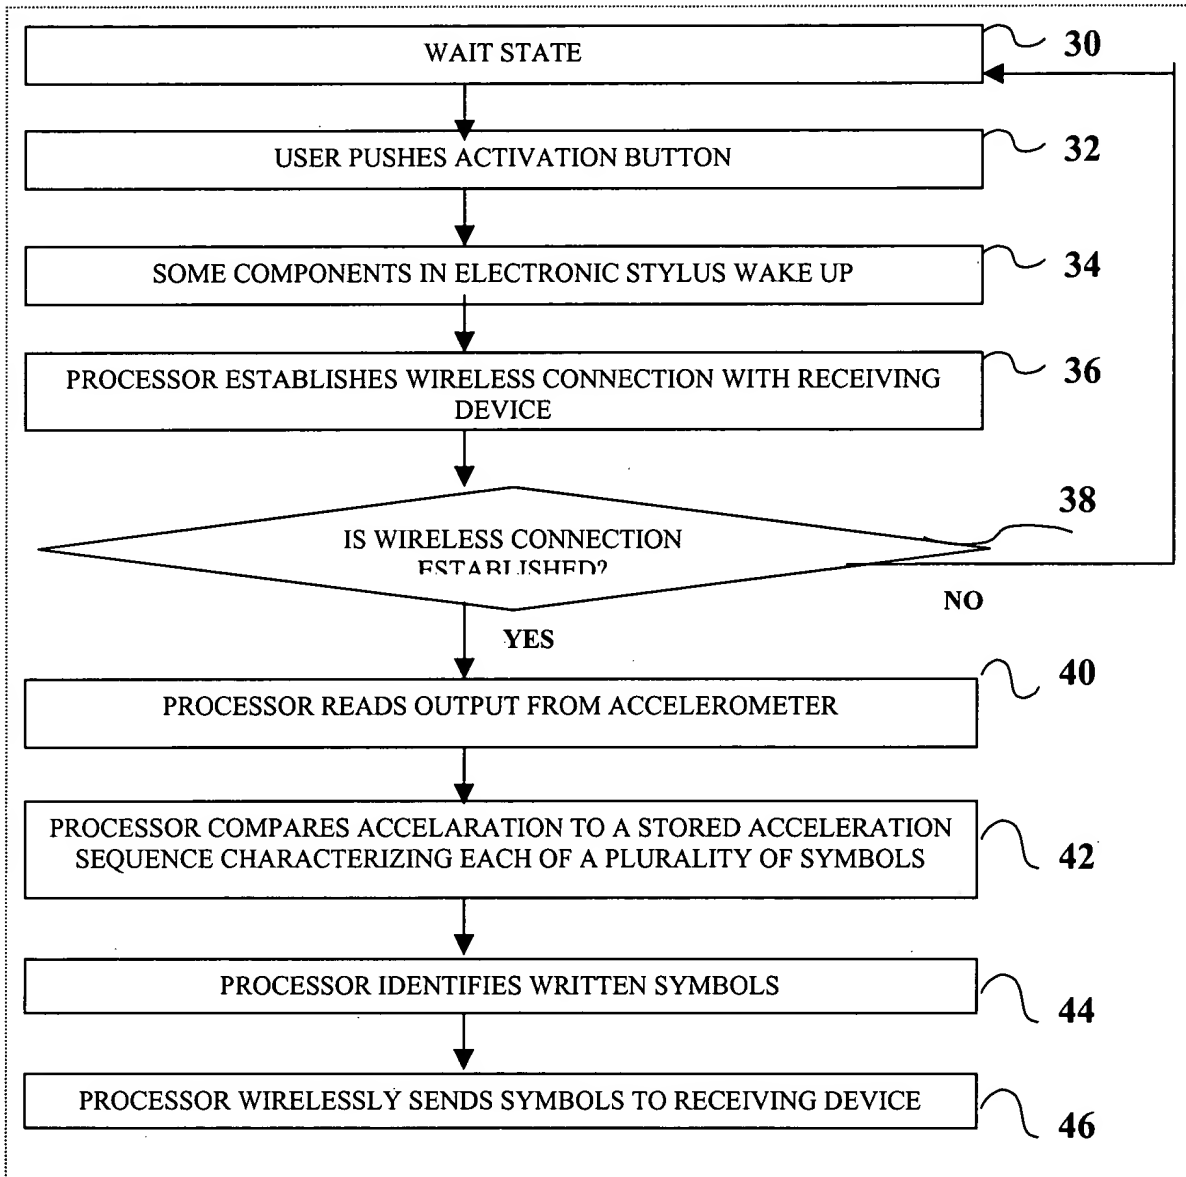 WAIT STATE
30
USER PUSHES ACTIVATION BUTTON
32
SOME COMPONENTS IN ELECTRONIC STYLUS WAKE UP
34
PROCESSOR ESTABLISHES WIRELESS CONNECTION WITH RECEIVING
DEVICE
36
IS WIRELESS CONNECTION
ESTABLISHED?
38
NO
YES
PROCESSOR READS OUTPUT FROM ACCELEROMETER
40
PROCESSOR COMPARES ACCELARATION TO A STORED ACCELERATION
SEQUENCE CHARACTERIZING EACH OF A PLURALITY OF SYMBOLS
42
PROCESSOR IDENTIFIES WRITTEN SYMBOLS
44
PROCESSOR WIRELESSLY SENDS SYMBOLS TO RECEIVING DEVICE
46